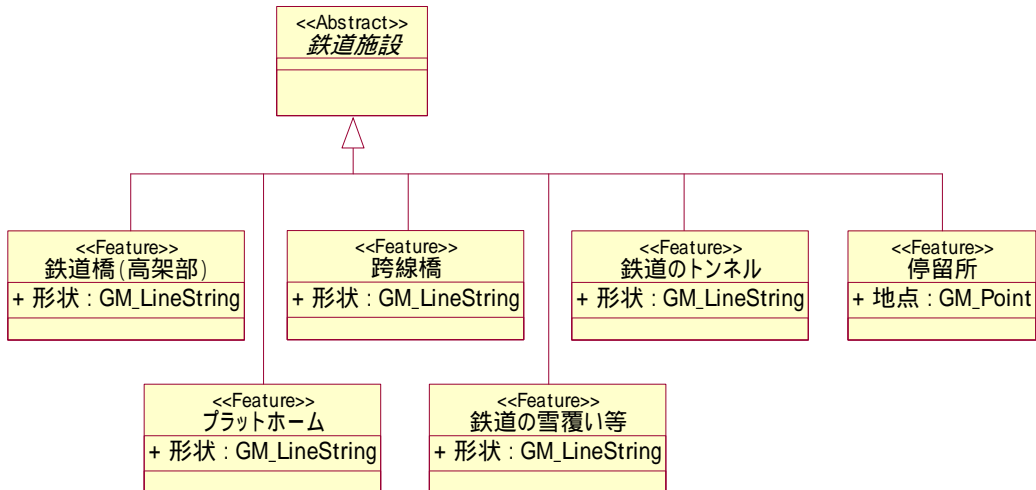 <<Abstract>>
鉄道施設
<<Feature>>
鉄道橋(高架部)
+ 形状 : GM_LineString
<<Feature>>
跨線橋
+ 形状 : GM_LineString
<<Feature>>
鉄道のトンネル
+ 形状 : GM_LineString
<<Feature>>
停留所
+ 地点 : GM_Point
<<Feature>>
プラットホーム
+ 形状 : GM_LineString
<<Feature>>
鉄道の雪覆い等
+ 形状 : GM_LineString